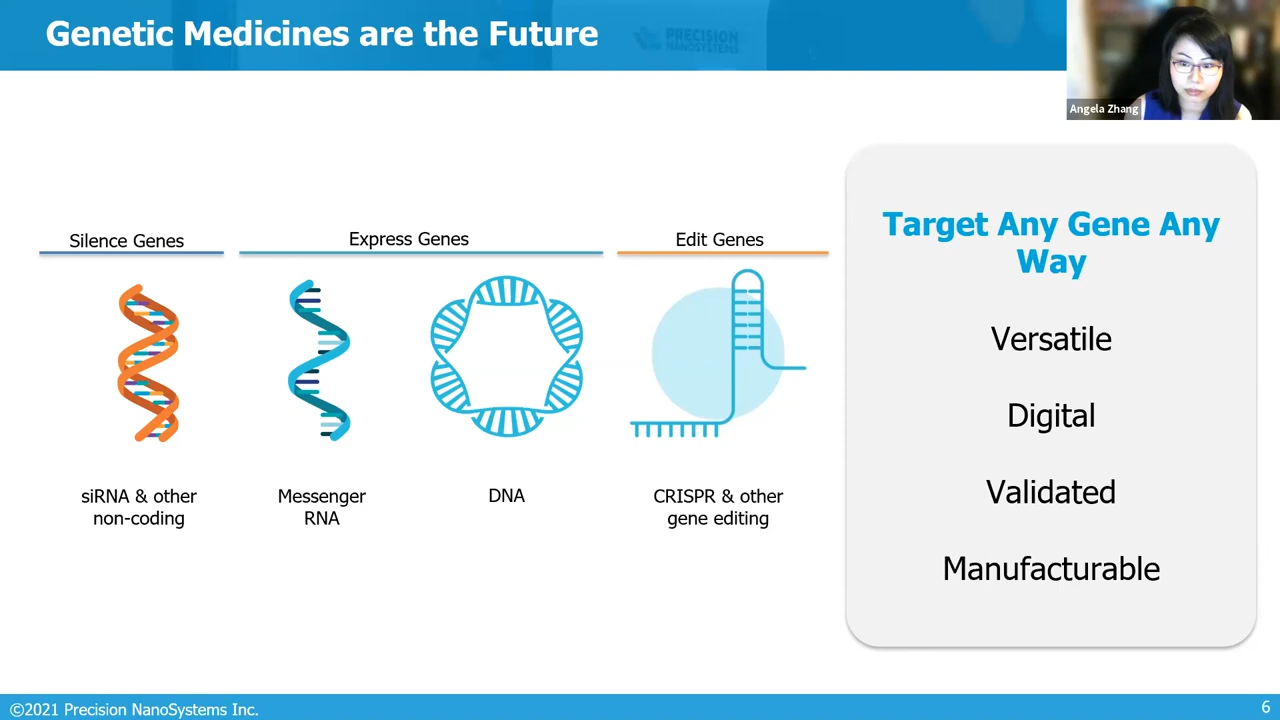 Genetic Medicines are the Future
PRECISION
NANOSYSTEMS
Angela Zhang
Silence Genes
Express Genes
Edit Genes
siRNA & other
non-coding
Messenger
RNA
DNA
CRISPR & other
gene editing
Target Any Gene Any
Way
Versatile
Digital
Validated
Manufacturable
©2021 Precision NanoSystems Inc.
6